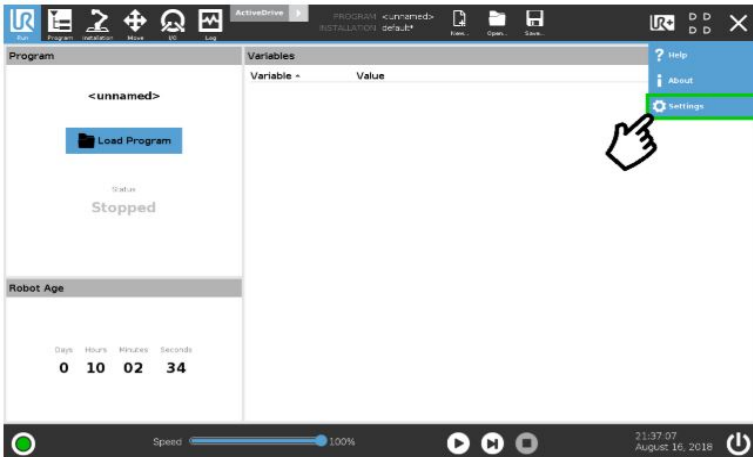 UR
Run
Program
Installation
Move
I/O
Log
ActiveDrive
PROGRAM <unnamed>
INSTALLATION default*
New...
Open...
Save...
UR+
D D
D D
Program
<unnamed>
Load Program
Status
Stopped
Variables
Variable
Value
? Help
i About
Settings
Robot Age
Days Hours Minutes Seconds
0 10 02 34
Speed
100%
21:37:07
August 16, 2018